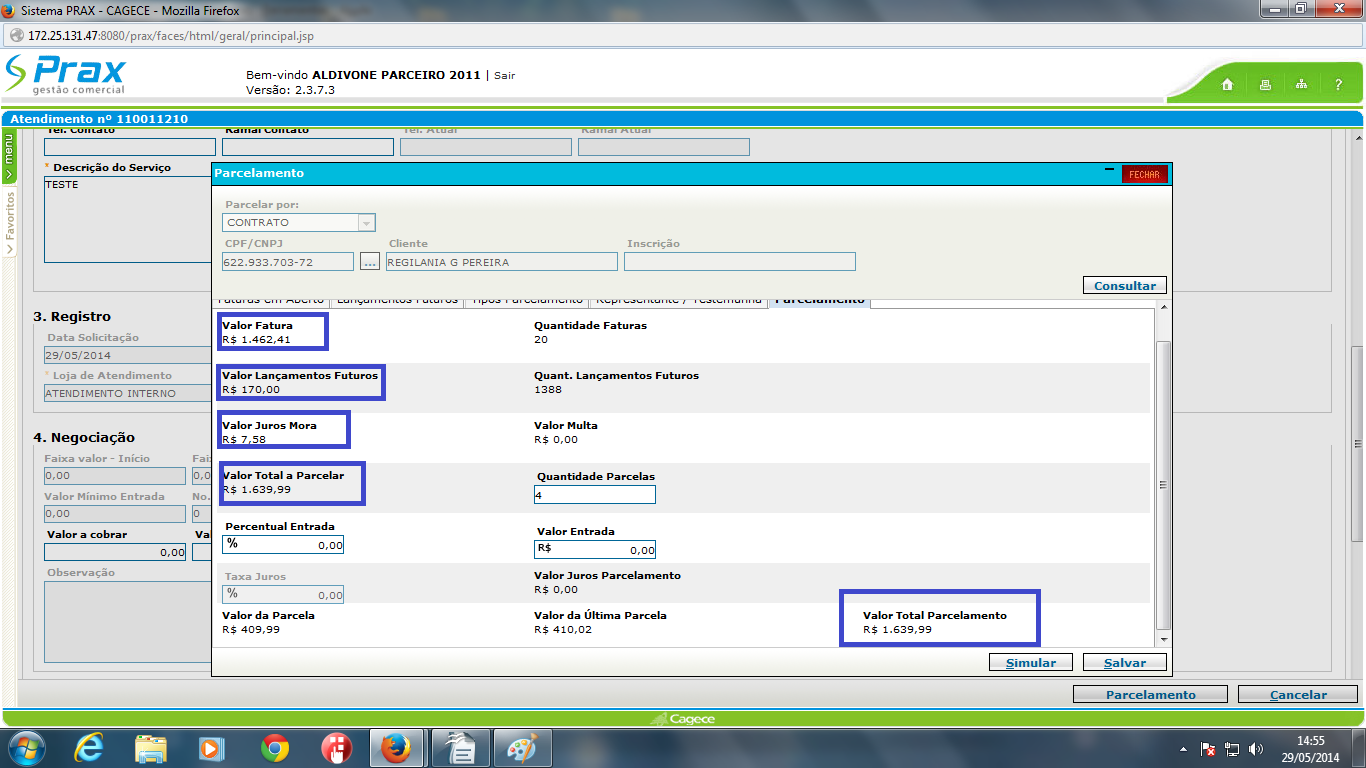 Sistema PRAX - CAGECE - Mozilla Firefox
172.25.131.47:8080/prax/faces/html/geral/principal.jsp
Prax
gestão comercial
Bem-vindo ALDIVONE PARCEIRO 2011 | Sair
Versão: 2.3.7.3
?
Atendimento nº 110011210
menu
Favoritos
Tel. Contato Ramal Contato Tel. Atual Ramal Atual
* Descrição do Serviço
TESTE
Parcelamento
FECHAR
Parcelar por:
CONTRATO
CPF/CNPJ Cliente Inscrição
622.933.703-72 ... REGILANIA G PEREIRA
Consultar
Faturas em Aberto Lançamentos Futuros Tipos Parcelamento Representante / Testemunha Parcelamento
Valor Fatura Quantidade Faturas
R$ 1.462,41 20
Valor Lançamentos Futuros Quant. Lançamentos Futuros
R$ 170,00 1388
Valor Juros Mora Valor Multa
R$ 7,58 R$ 0,00
Valor Total a Parcelar Quantidade Parcelas
R$ 1.639,99 4
Percentual Entrada Valor Entrada
% 0,00 R$ 0,00
Taxa Juros Valor Juros Parcelamento
% 0,00 R$ 0,00
Valor da Parcela Valor da Última Parcela Valor Total Parcelamento
R$ 409,99 R$ 410,02 R$ 1.639,99
Simular Salvar
3. Registro
Data Solicitação
29/05/2014
* Loja de Atendimento
ATENDIMENTO INTERNO
4. Negociação
Faixa valor - Início Fai
0,00 0,0
Valor Mínimo Entrada No.
0,00 0
Valor a cobrar Va
0,00
Observação
Parcelamento Cancelar
Cagece
14:55
29/05/2014